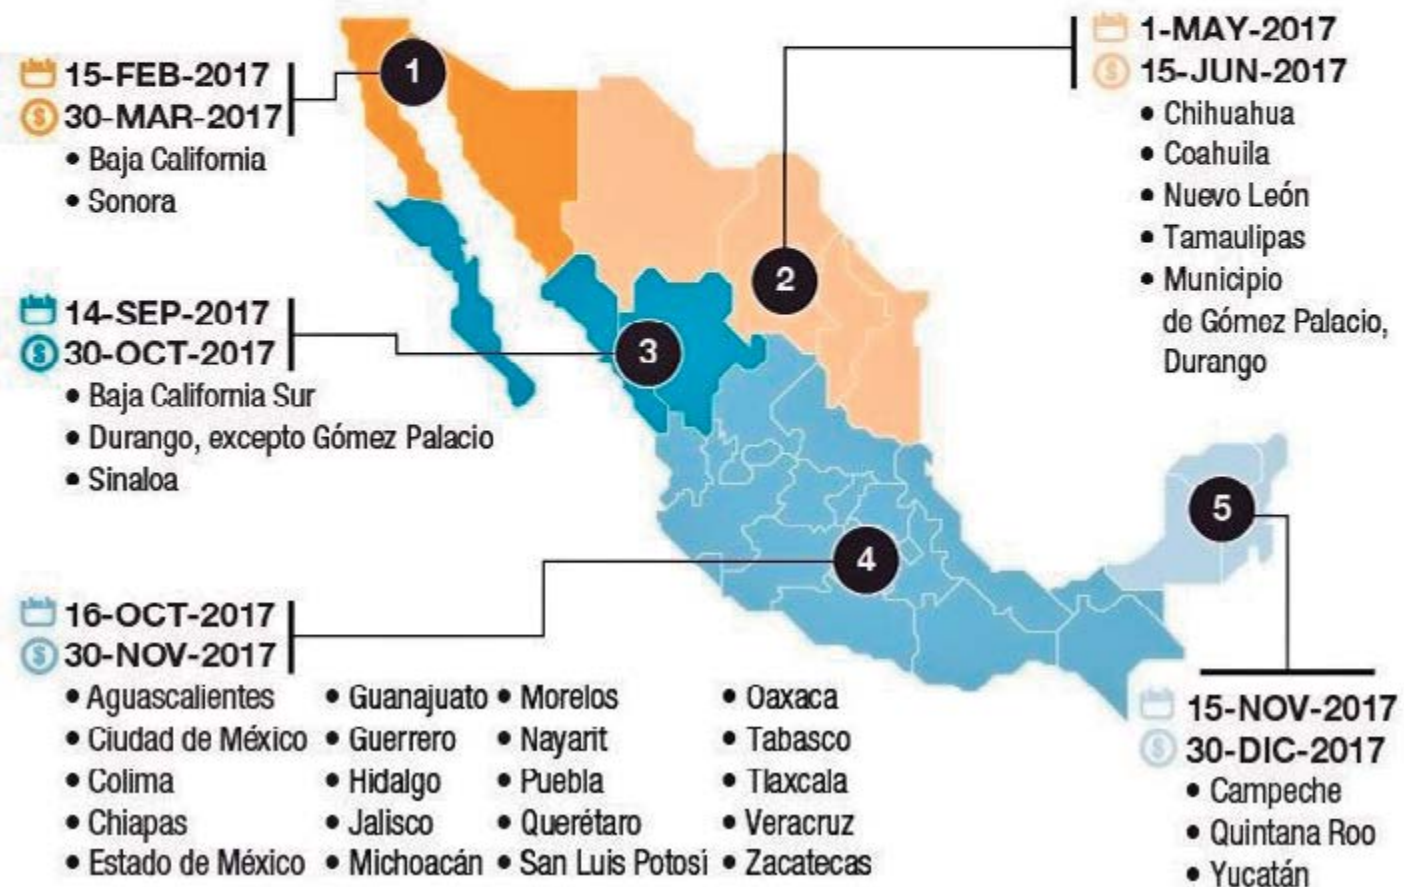 1
15-FEB-2017
$ 30-MAR-2017
• Baja California
• Sonora
2
1-MAY-2017
$ 15-JUN-2017
• Chihuahua
• Coahuila
• Nuevo León
• Tamaulipas
• Municipio
de Gómez Palacio,
Durango
3
14-SEP-2017
$ 30-OCT-2017
• Baja California Sur
• Durango, excepto Gómez Palacio
• Sinaloa
4
16-OCT-2017
$ 30-NOV-2017
• Aguascalientes
• Ciudad de México
• Colima
• Chiapas
• Estado de México
• Guanajuato
• Guerrero
• Hidalgo
• Jalisco
• Michoacán
• Morelos
• Nayarit
• Puebla
• Querétaro
• San Luis Potosí
• Oaxaca
• Tabasco
• Tlaxcala
• Veracruz
• Zacatecas
5
15-NOV-2017
$ 30-DIC-2017
• Campeche
• Quintana Roo
• Yucatán